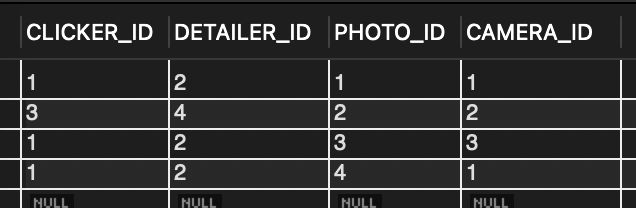 CLICKER_ID DETAILER_ID PHOTO_ID CAMERA_ID
1 2 1 1
3 4 2 2
1 2 3 3
1 2 4 1
NULL NULL NULL NULL